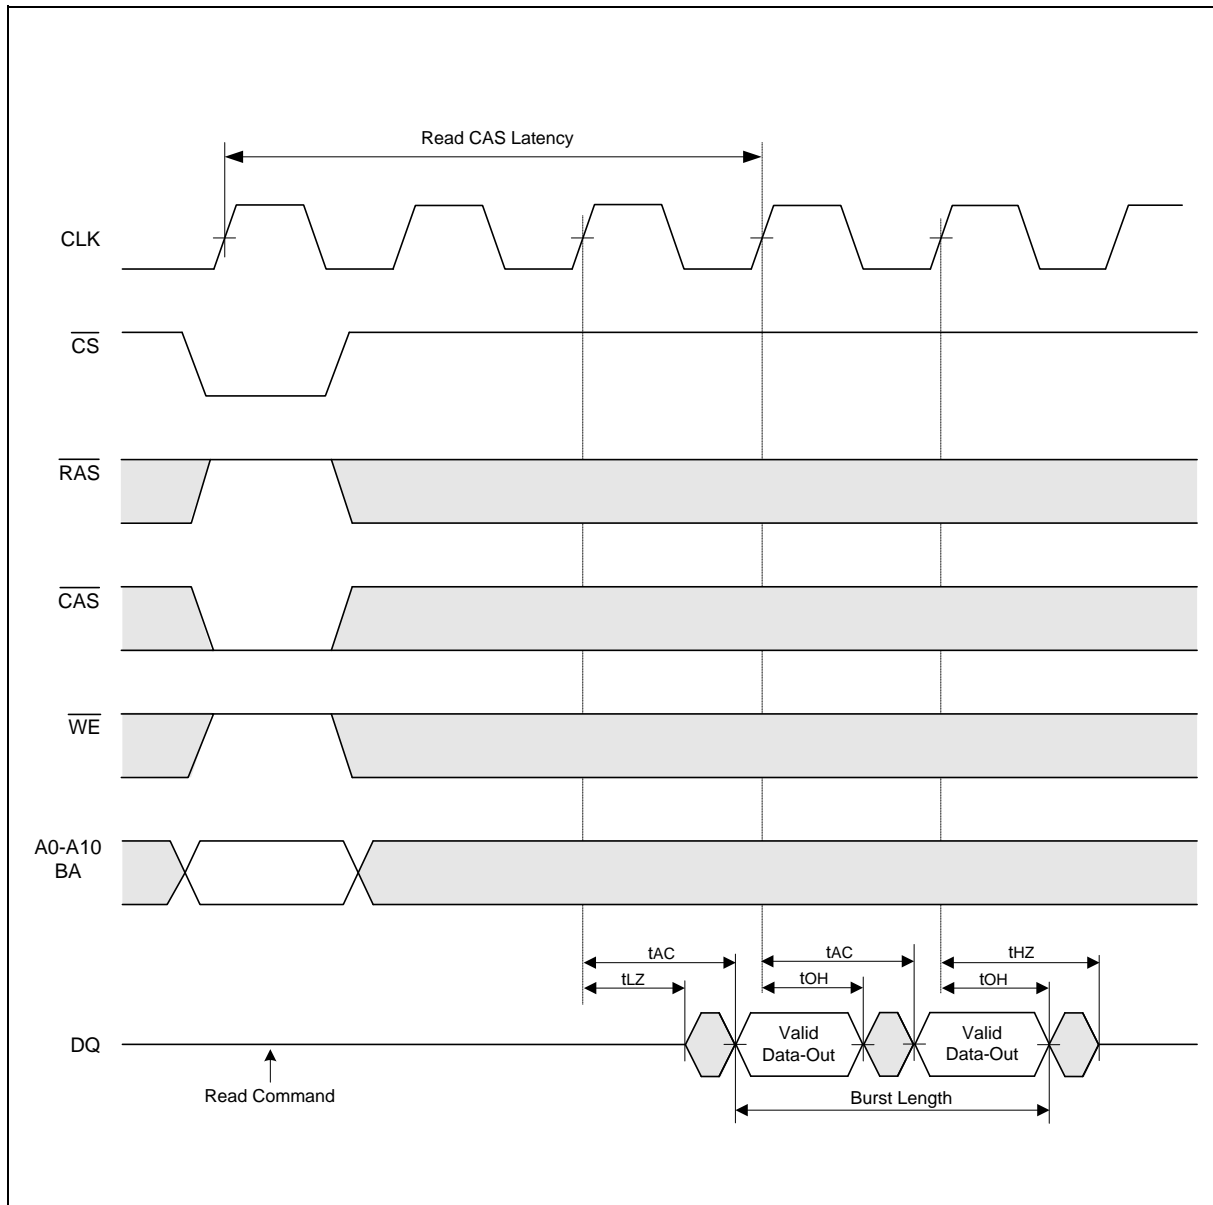 Read CAS Latency
CLK
CS
RAS
CAS
WE
A0-A10
BA
tAC
tAC
tHZ
tLZ
tOH
tOH
DQ
Valid
Data-Out
Valid
Data-Out
Read Command
Burst Length